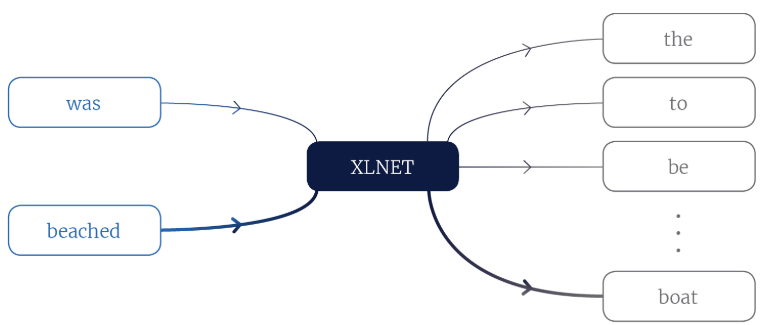 was
beached
XLNET
the
to
be
boat